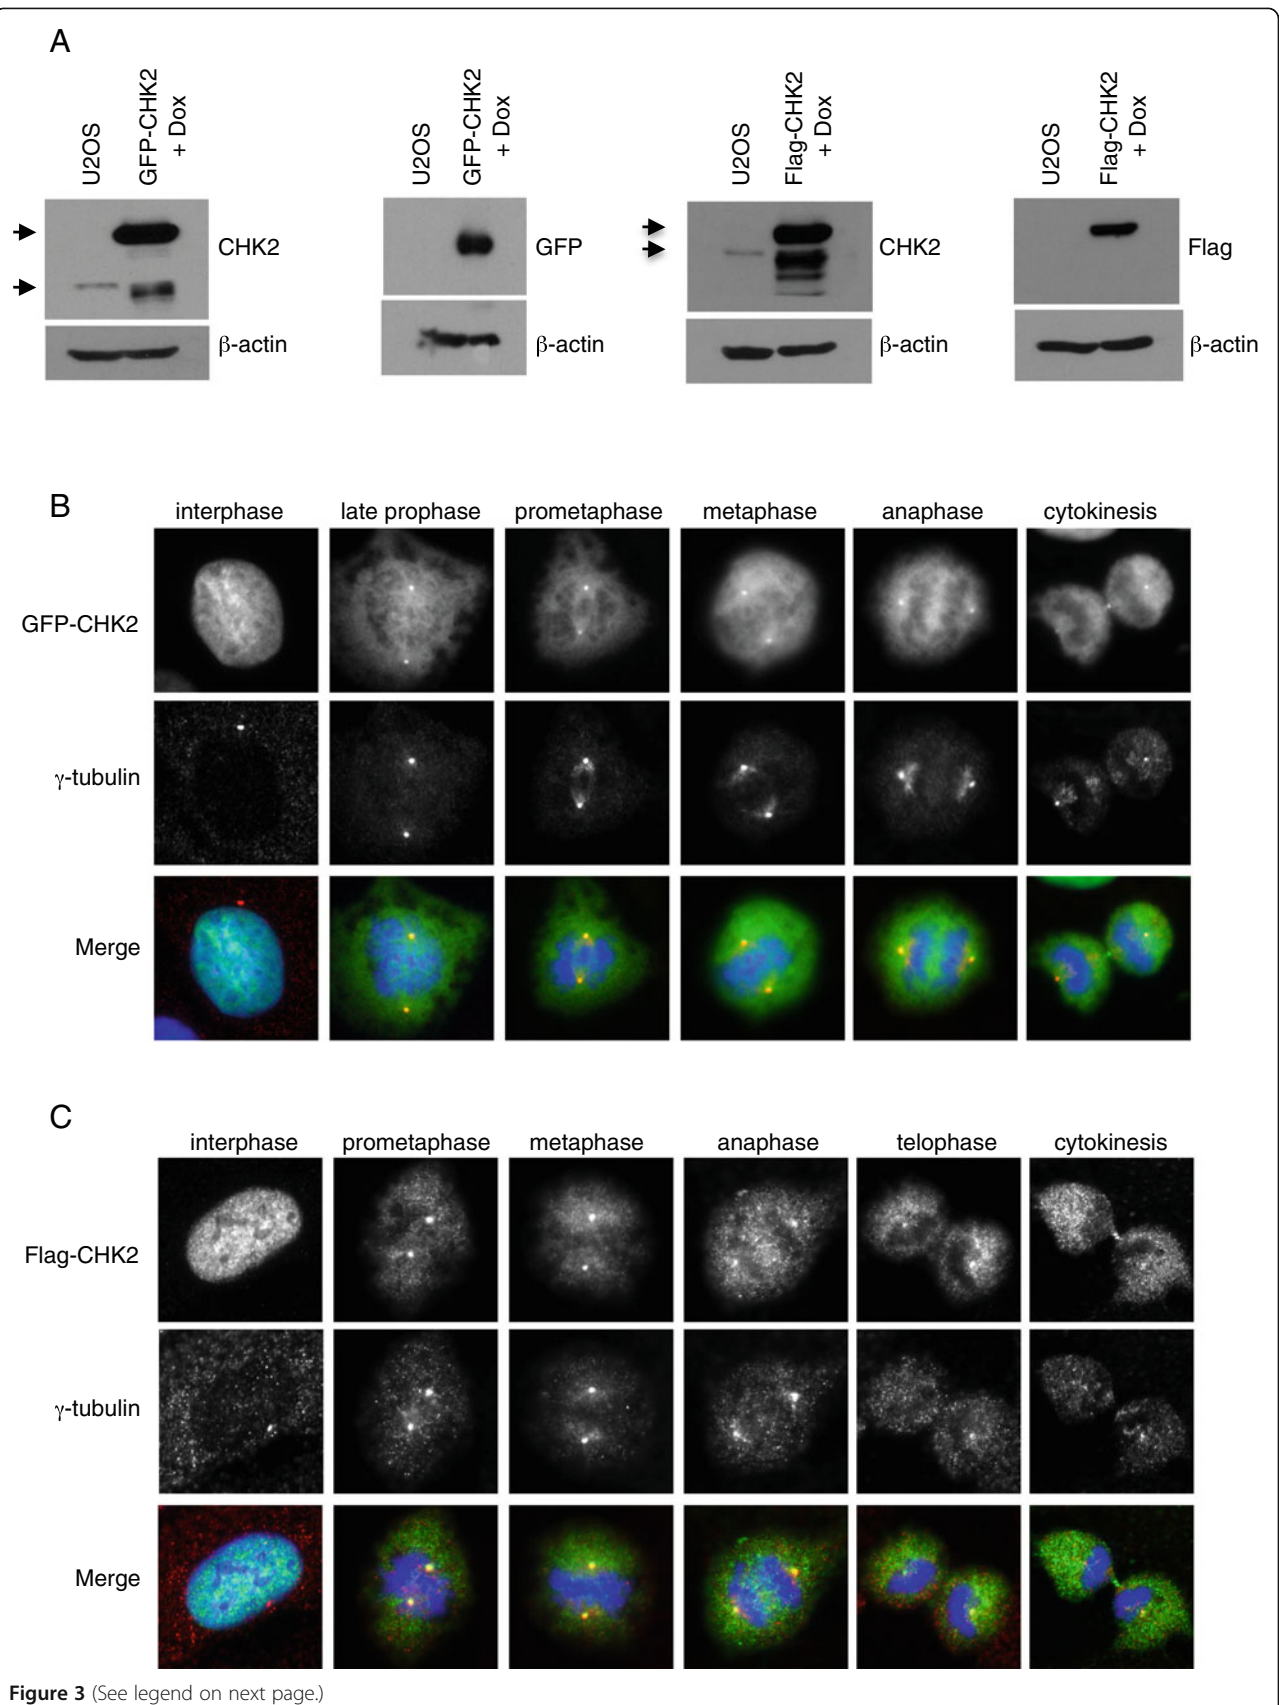 A
U2OS
GFP-CHK2
+ Dox
U2OS
GFP-CHK2
+ Dox
U2OS
Flag-CHK2
+ Dox
U2OS
Flag-CHK2
+ Dox
CHK2
GFP
CHK2
Flag
β-actin
β-actin
β-actin
β-actin
B
interphase late prophase prometaphase metaphase anaphase cytokinesis
GFP-CHK2
γ-tubulin
Merge
C
interphase prometaphase metaphase anaphase telophase cytokinesis
Flag-CHK2
γ-tubulin
Merge
Figure 3 (See legend on next page.)